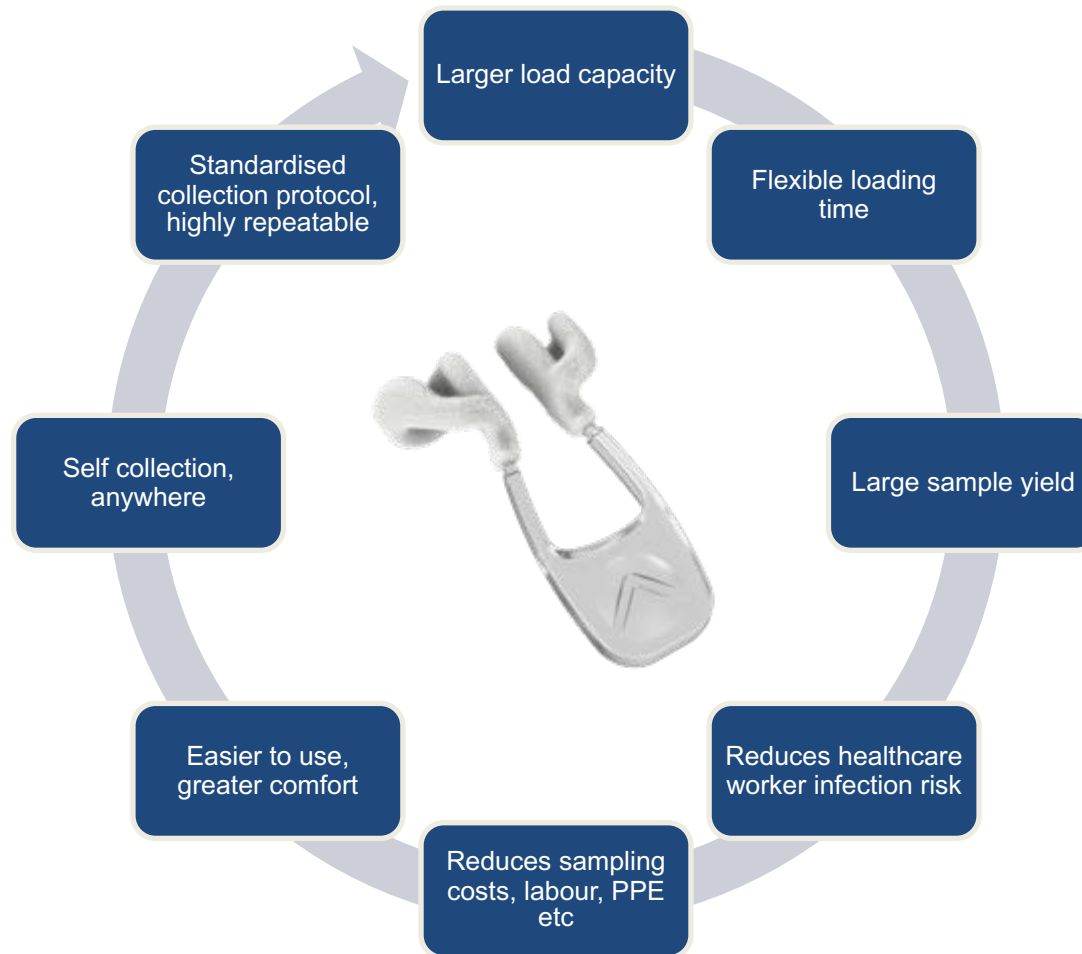 Larger load capacity
Flexible loading
time
Large sample yield
Reduces healthcare
worker infection risk
Reduces sampling
costs, labour, PPE
etc
Easier to use,
greater comfort
Self collection,
anywhere
Standardised
collection protocol,
highly repeatable